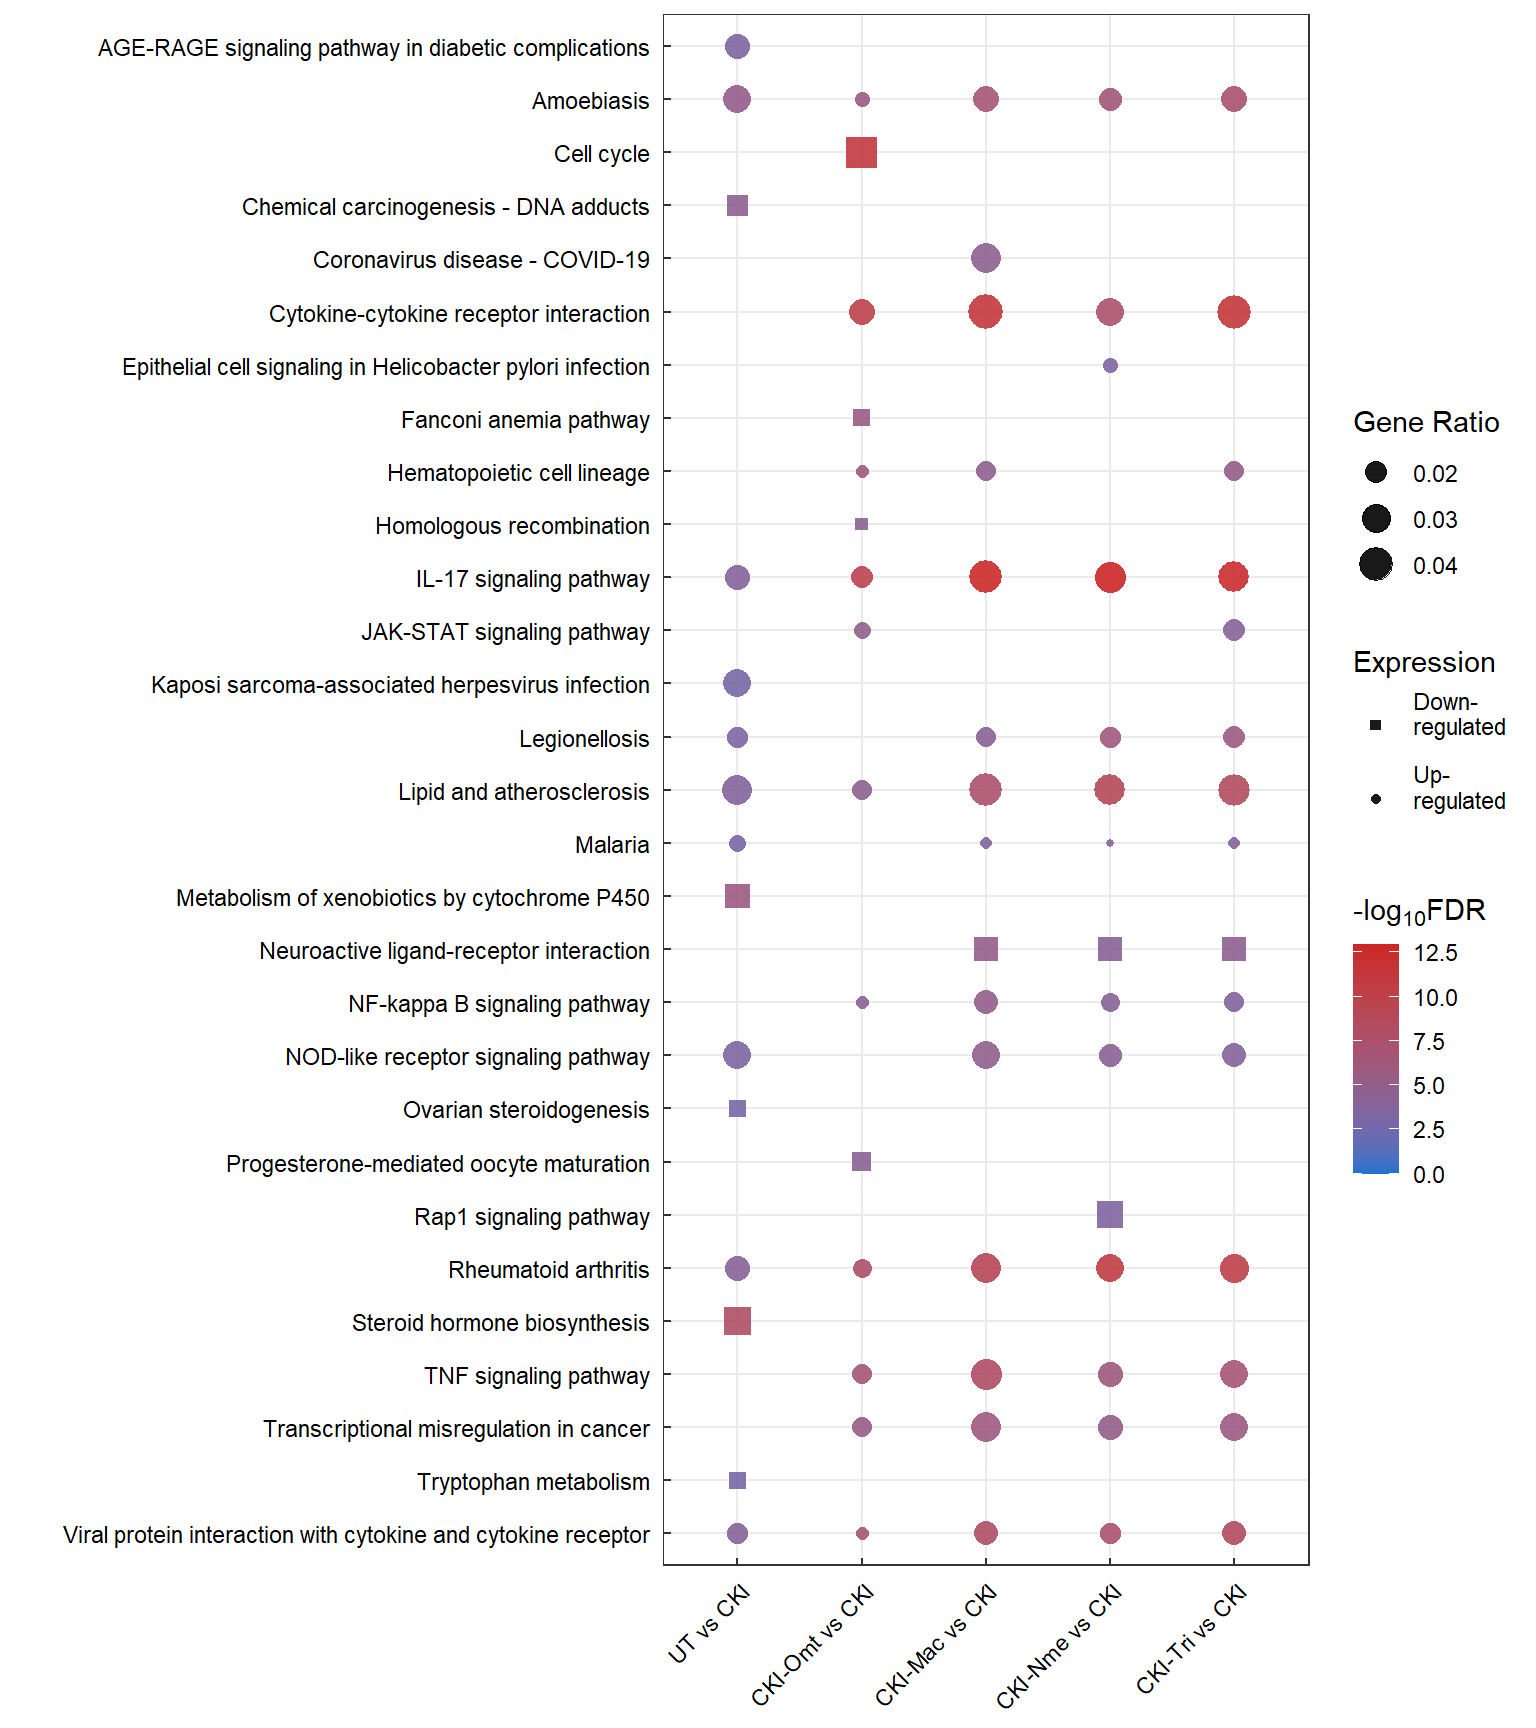 AGE-RAGE signaling pathway in diabetic complications
Amoebiasis
Cell cycle
Chemical carcinogenesis - DNA adducts
Coronavirus disease - COVID-19
Cytokine-cytokine receptor interaction
Epithelial cell signaling in Helicobacter pylori infection
Fanconi anemia pathway
Hematopoietic cell lineage
Homologous recombination
IL-17 signaling pathway
JAK-STAT signaling pathway
Kaposi sarcoma-associated herpesvirus infection
Legionellosis
Lipid and atherosclerosis
Malaria
Metabolism of xenobiotics by cytochrome P450
Neuroactive ligand-receptor interaction
NF-kappa B signaling pathway
NOD-like receptor signaling pathway
Ovarian steroidogenesis
Progesterone-mediated oocyte maturation
Rap1 signaling pathway
Rheumatoid arthritis
Steroid hormone biosynthesis
TNF signaling pathway
Transcriptional misregulation in cancer
Tryptophan metabolism
Viral protein interaction with cytokine and cytokine receptor
UT vs CKI
CKI-Omt vs CKI
CKI-Mac vs CKI
CKI-Nme vs CKI
CKI-Tri vs CKI
Gene Ratio
0.02
0.03
0.04
Expression
Down-
regulated
Up-
regulated
-log₁₀FDR
12.5
10.0
7.5
5.0
2.5
0.0